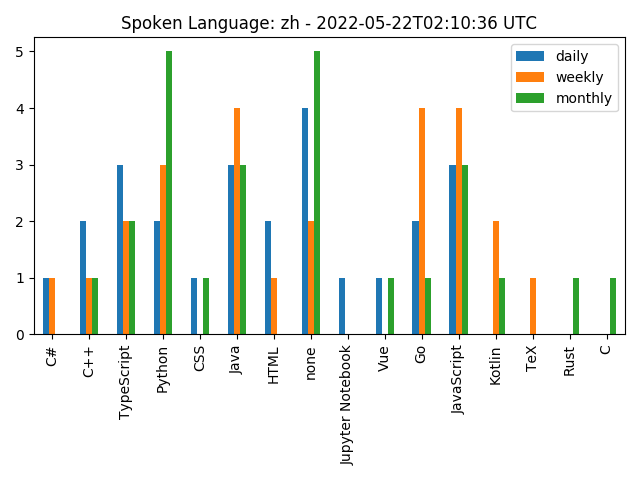 Spoken Language: zh - 2022-05-22T02:10:36 UTC
daily
weekly
monthly
5
4
3
2
1
0
C#
C++
TypeScript
Python
CSS
Java
HTML
none
Jupyter Notebook
Vue
Go
JavaScript
Kotlin
TeX
Rust
C